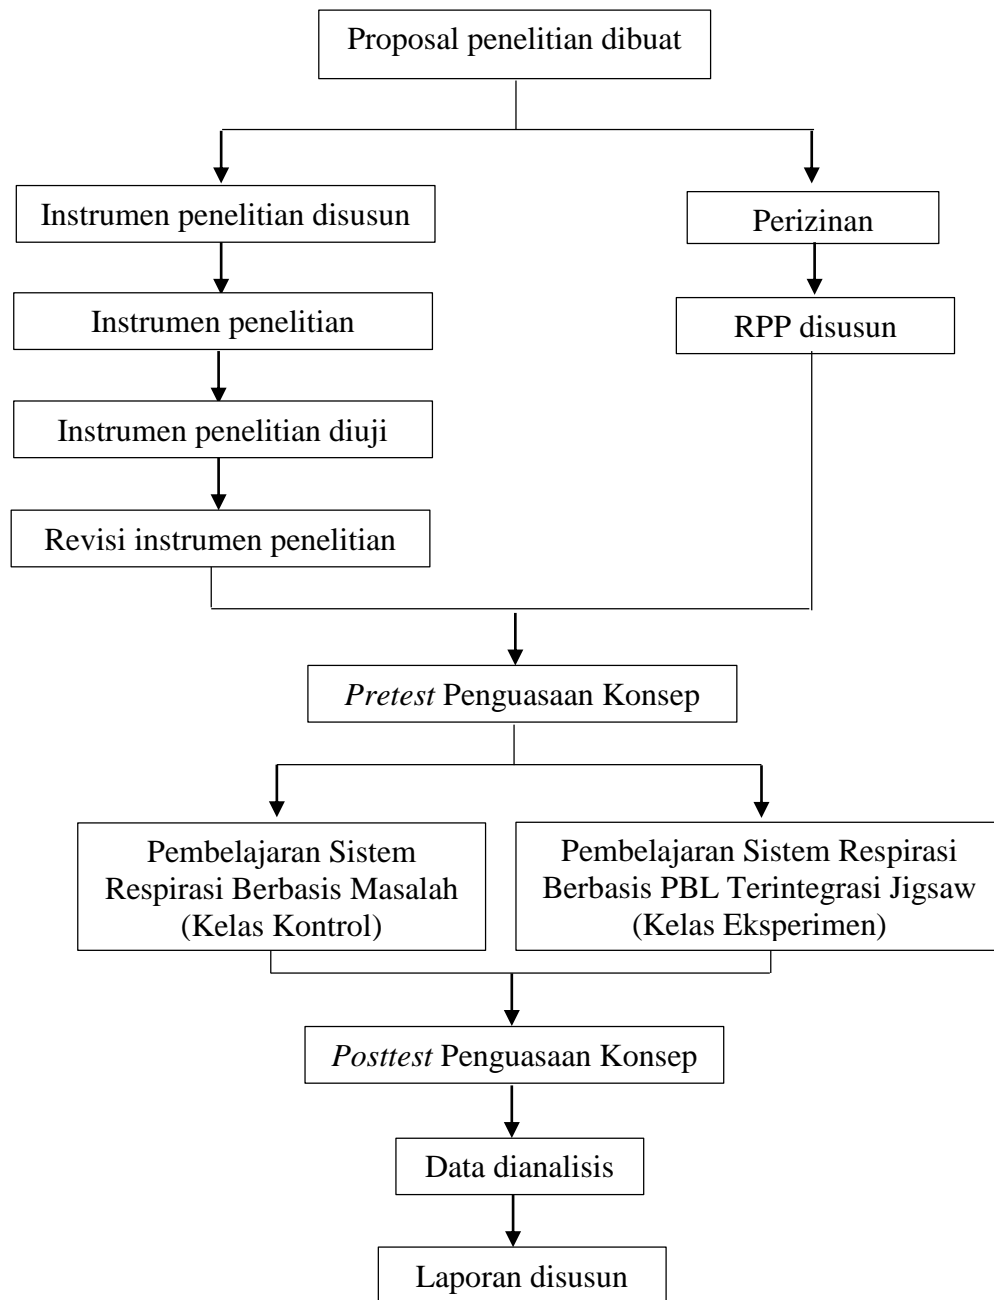 Proposal penelitian dibuat
Instrumen penelitian disusun
Perizinan
Instrumen penelitian
RPP disusun
Instrumen penelitian diuji
Revisi instrumen penelitian
Pretest Penguasaan Konsep
Pembelajaran Sistem
Respirasi Berbasis Masalah
(Kelas Kontrol)
Pembelajaran Sistem Respirasi
Berbasis PBL Terintegrasi Jigsaw
(Kelas Eksperimen)
Posttest Penguasaan Konsep
Data dianalisis
Laporan disusun